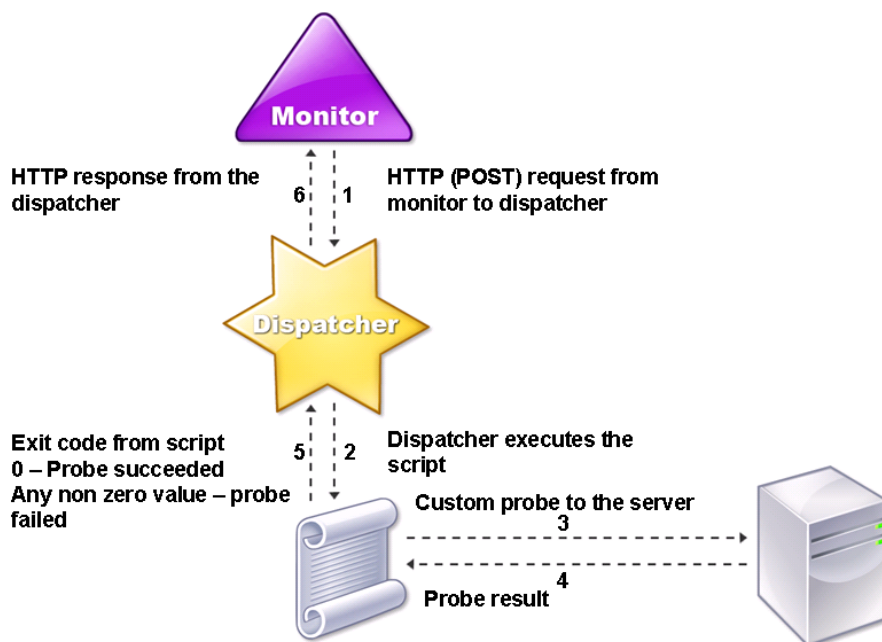 Monitor
HTTP response from the
dispatcher
6
1
HTTP (POST) request from
monitor to dispatcher
Dispatcher
Exit code from script
0 – Probe succeeded
Any non zero value – probe
failed
5
2
Dispatcher executes the
script
Custom probe to the server
3
4
Probe result